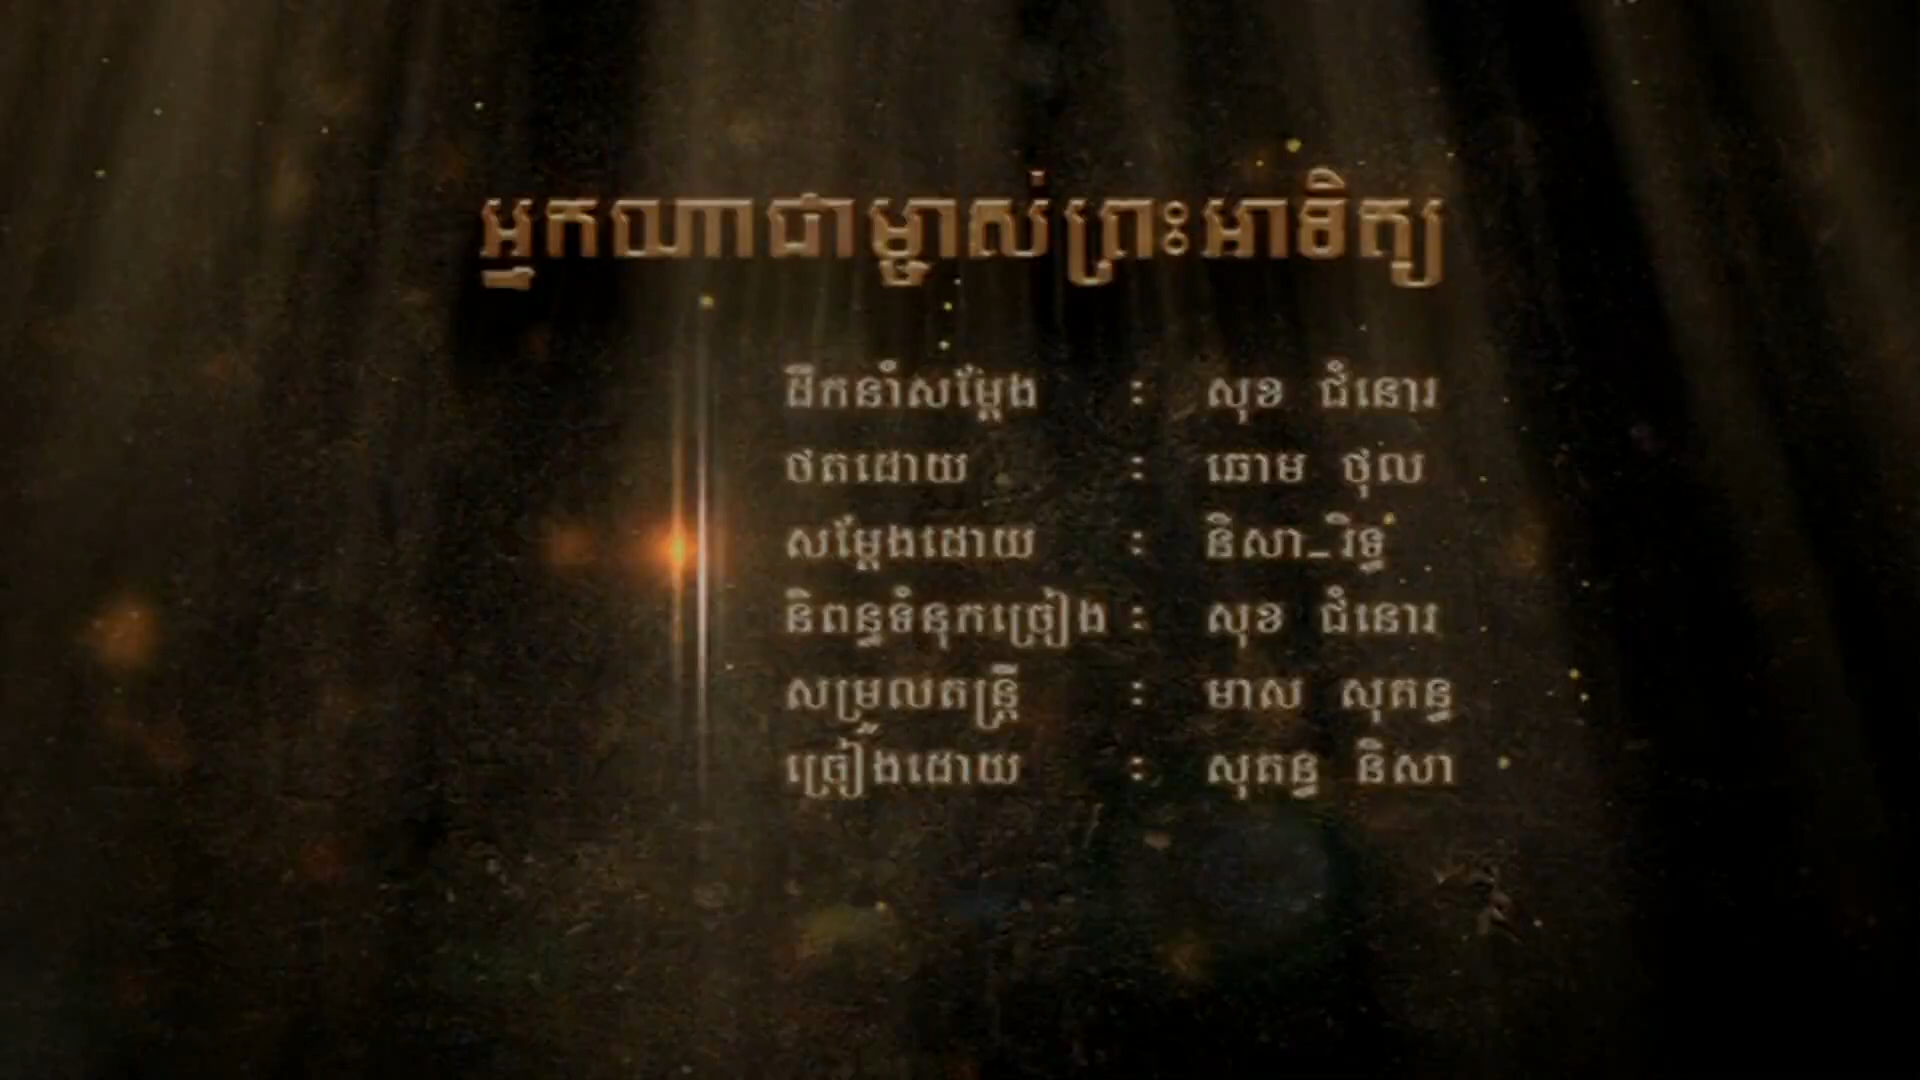 អ្នកណាជាម្ចាស់ព្រះអាទិត្យ
ដឹកនាំសម្ដែង : សុខ ជំនោរ
ថតដោយ : ឆោម ថុល
សម្ដែងដោយ : និសា_រិទ្ធ
និពន្ធទំនុកច្រៀង : សុខ ជំនោរ
សម្រួលតន្ត្រី : មាស សុគន្ធ
ច្រៀងដោយ : សុគន្ធ និសា